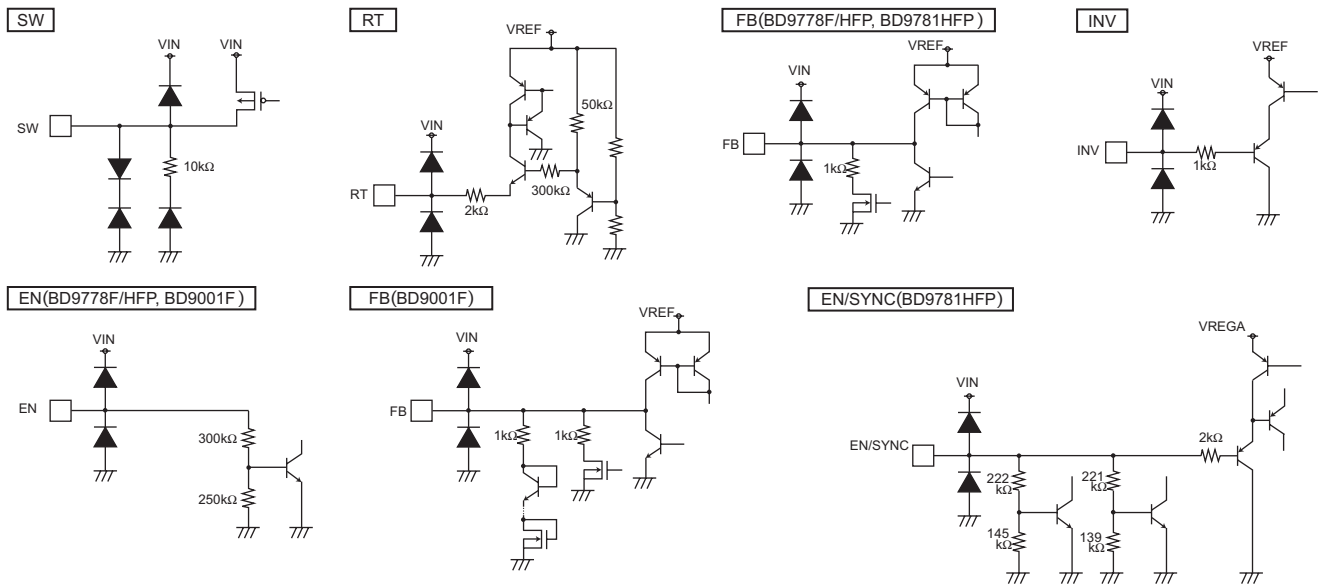 SW
VIN
VIN
SW
10kΩ
RT
VREF
50kΩ
VIN
300kΩ
RT
2kΩ
FB(BD9778F/HFP, BD9781HFP)
VREF
VIN
FB
1kΩ
INV
VREF
VIN
INV
1kΩ
EN(BD9778F/HFP, BD9001F)
VIN
EN
300kΩ
250kΩ
FB(BD9001F)
VREF
VIN
FB
1kΩ
1kΩ
EN/SYNC(BD9781HFP)
VREGA
VIN
2kΩ
EN/SYNC
222
kΩ
221
kΩ
145
kΩ
139
kΩ